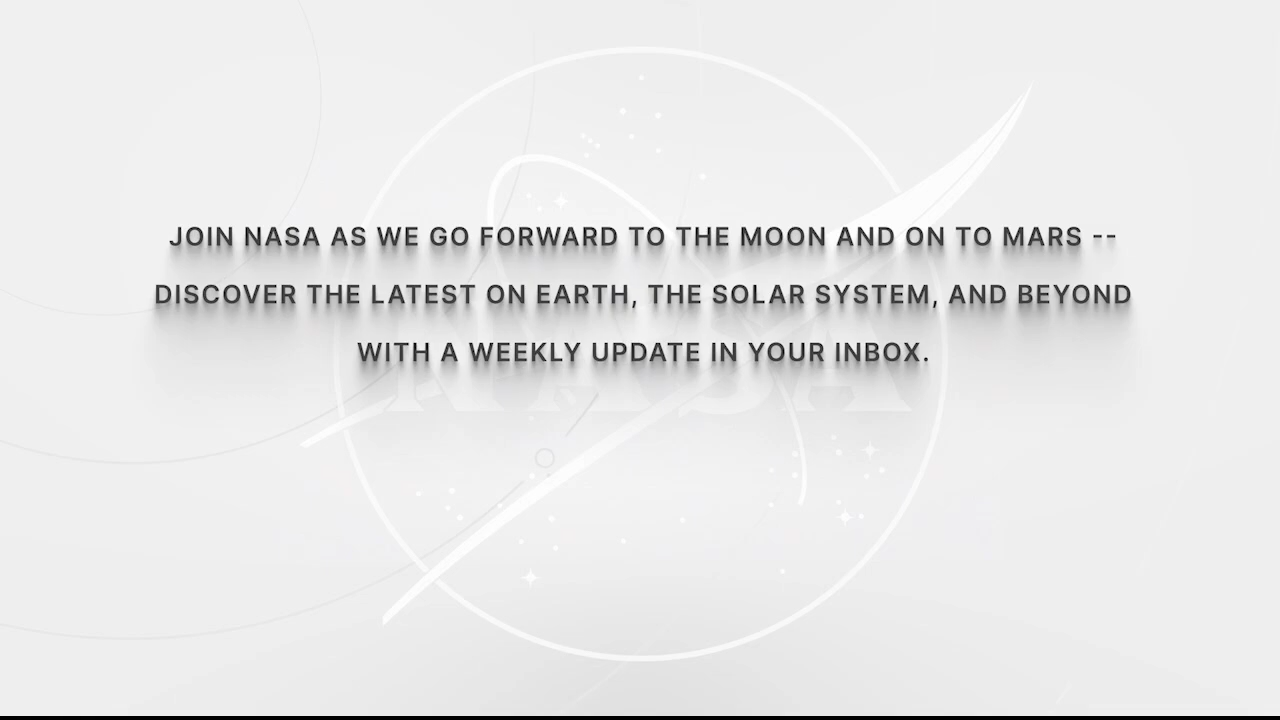 JOIN NASA AS WE GO FORWARD TO THE MOON AND ON TO MARS --
DISCOVER THE LATEST ON EARTH, THE SOLAR SYSTEM, AND BEYOND
WITH A WEEKLY UPDATE IN YOUR INBOX.
NASA